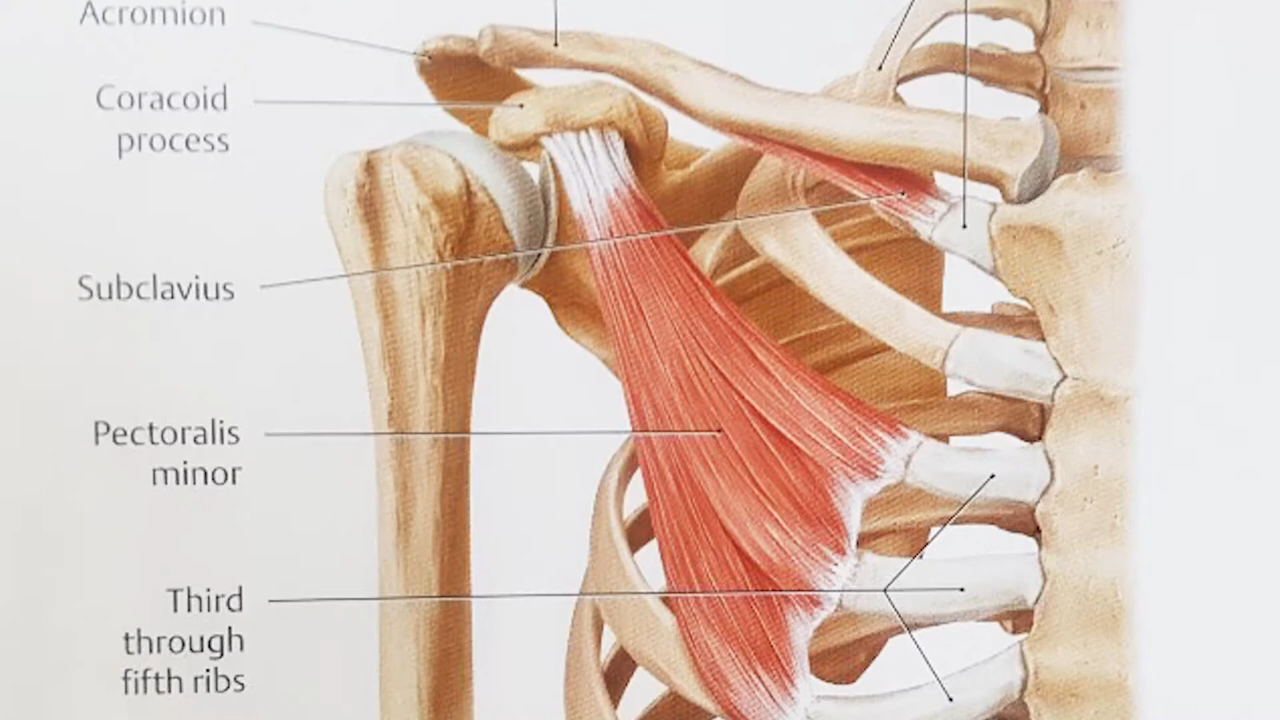 Acromion
Coracoid
process
Subclavius
Pectoralis
minor
Third
through
fifth ribs